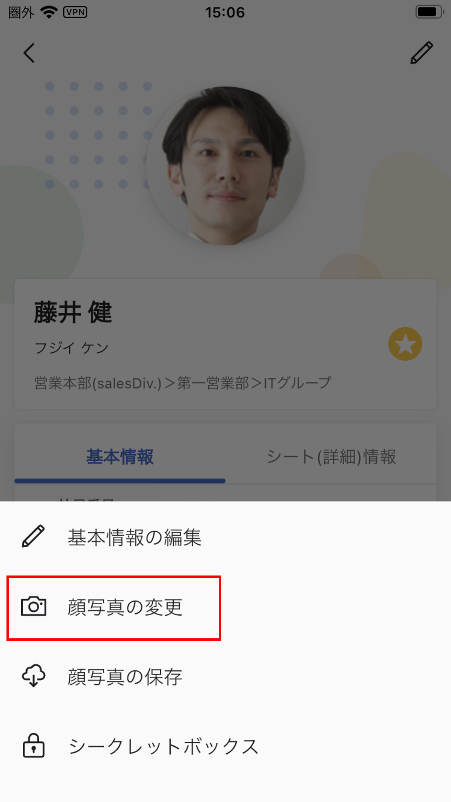 圏外 VPN 15:06
藤井 健
フジイ ケン
営業本部(salesDiv.)＞第一営業部＞ITグループ
基本情報 シート(詳細)情報
基本情報の編集
顔写真の変更
顔写真の保存
シークレットボックス